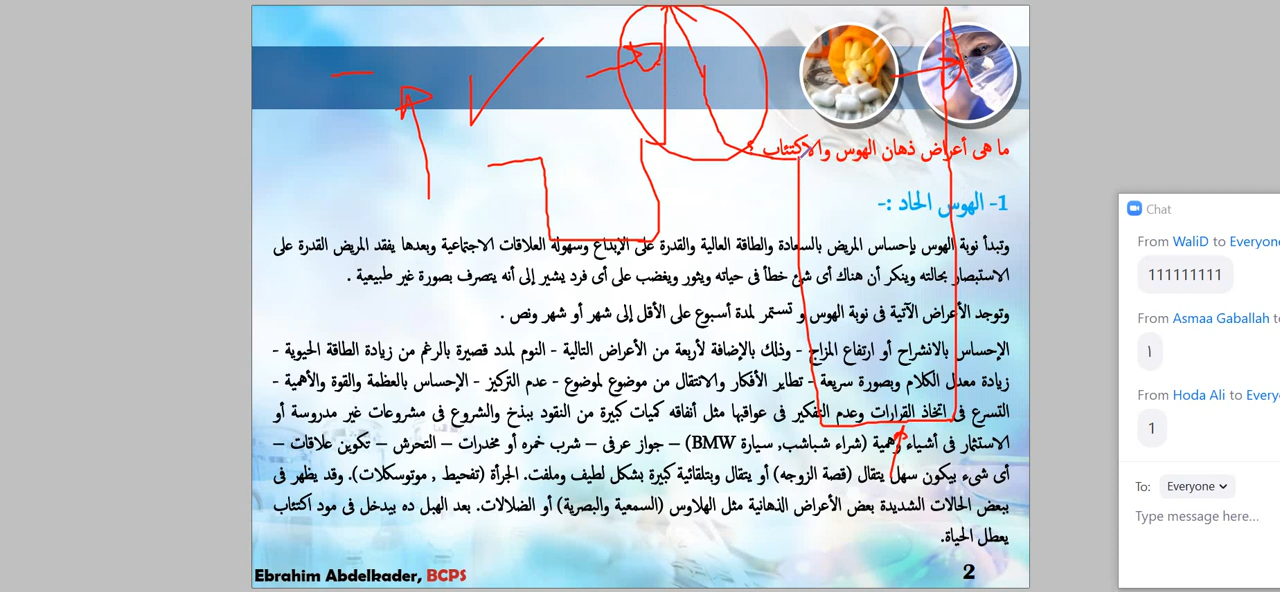 ما هى أعراض ذهان الهوس والاكتئاب ؟
1- الهوس الحاد :-
وتبدأ نوبة الهوس بإحساس المريض بالسعادة والطاقة العالية والقدرة على الإبداع وسهولة العلاقات الاجتماعية وبعدها يفقد المريض القدرة على
الاستبصار بحالته وينكر أن هناك أى شئ خطأ فى حياته ويثور ويغضب على أى فرد يشير إلى أنه يتصرف بصورة غير طبيعية .
وتوجد الأعراض الآتية فى نوبة الهوس و تستمر لمدة أسبوع على الأقل إلى شهر أو شهر ونص .
الإحساس بالانشراح أو ارتفاع المزاج - وذلك بالإضافة لأربعة من الأعراض التالية - النوم لمدد قصيرة بالرغم من زيادة الطاقة الحيوية -
زيادة معدل الكلام وبصورة سريعة - تطاير الأفكار والانتقال من موضوع لموضوع - عدم التركيز - الإحساس بالعظمة والقوة والأهمية -
التسرع فى اتخاذ القرارات وعدم التفكير فى عواقبها مثل أنفاقه كميات كبيرة من النقود ببذخ والشروع فى مشروعات غير مدروسة أو
الاستثمار فى أشياء وهمية (شراء شباشب, سيارة BMW) – جواز عرفى – شرب خمره أو مخدرات – التحرش – تكوين علاقات –
أى شىء بيكون سهل يتقال (قصة الزوجه) أو يتقال وبتلقائية كبيرة بشكل لطيف وملفت. الجرأة (تفحيط , موتوسكلات). وقد يظهر فى
ببعض الحالات الشديدة بعض الأعراض الذهانية مثل الهلاوس (السمعية والبصرية) أو الضلالات. بعد الهبل ده بيدخل فى مود اكتئاب
يعطل الحياة.
Ebrahim Abdelkader, BCPS
2
Chat
From WaliD to Everyone
111111111
From Asmaa Gaballah to
١
From Hoda Ali to Every
1
To: Everyone
Type message here...